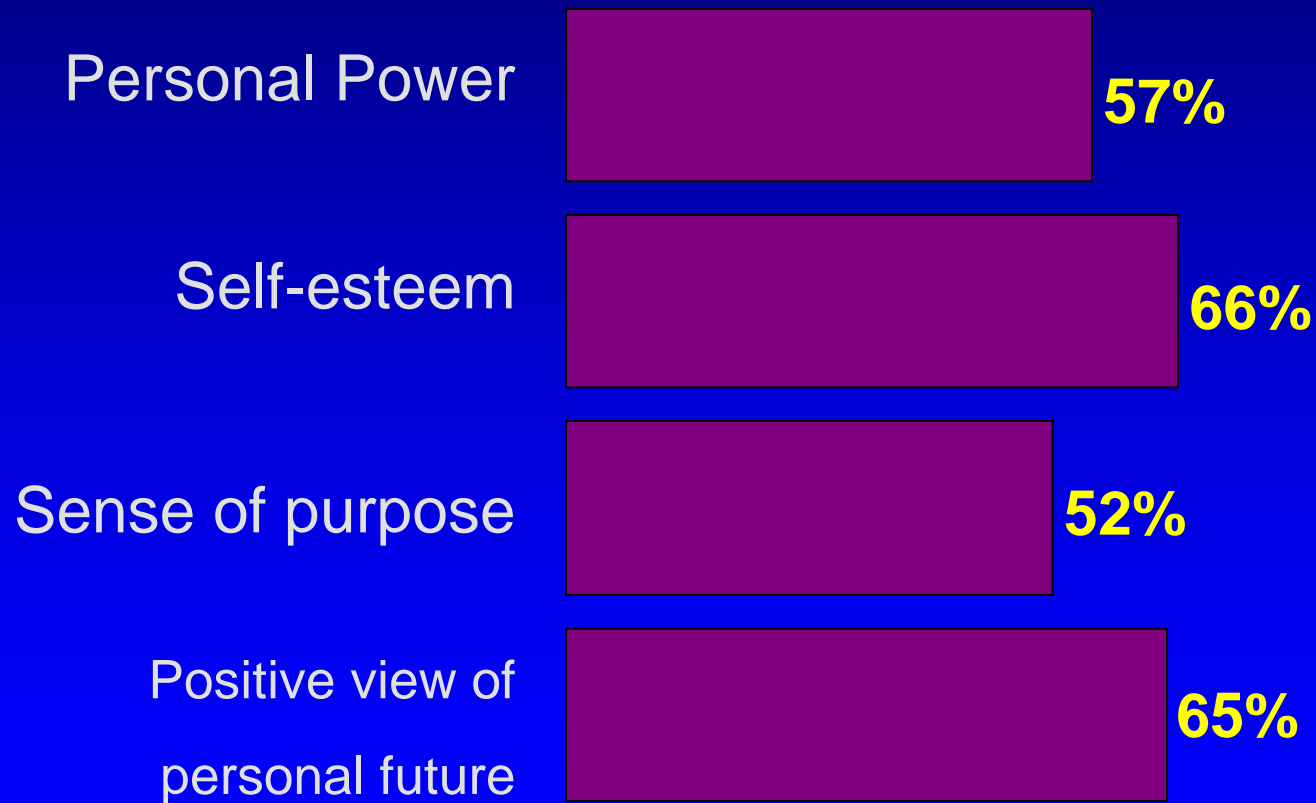 Personal Power
57%
Self-esteem
66%
Sense of purpose
52%
Positive view of
personal future
65%